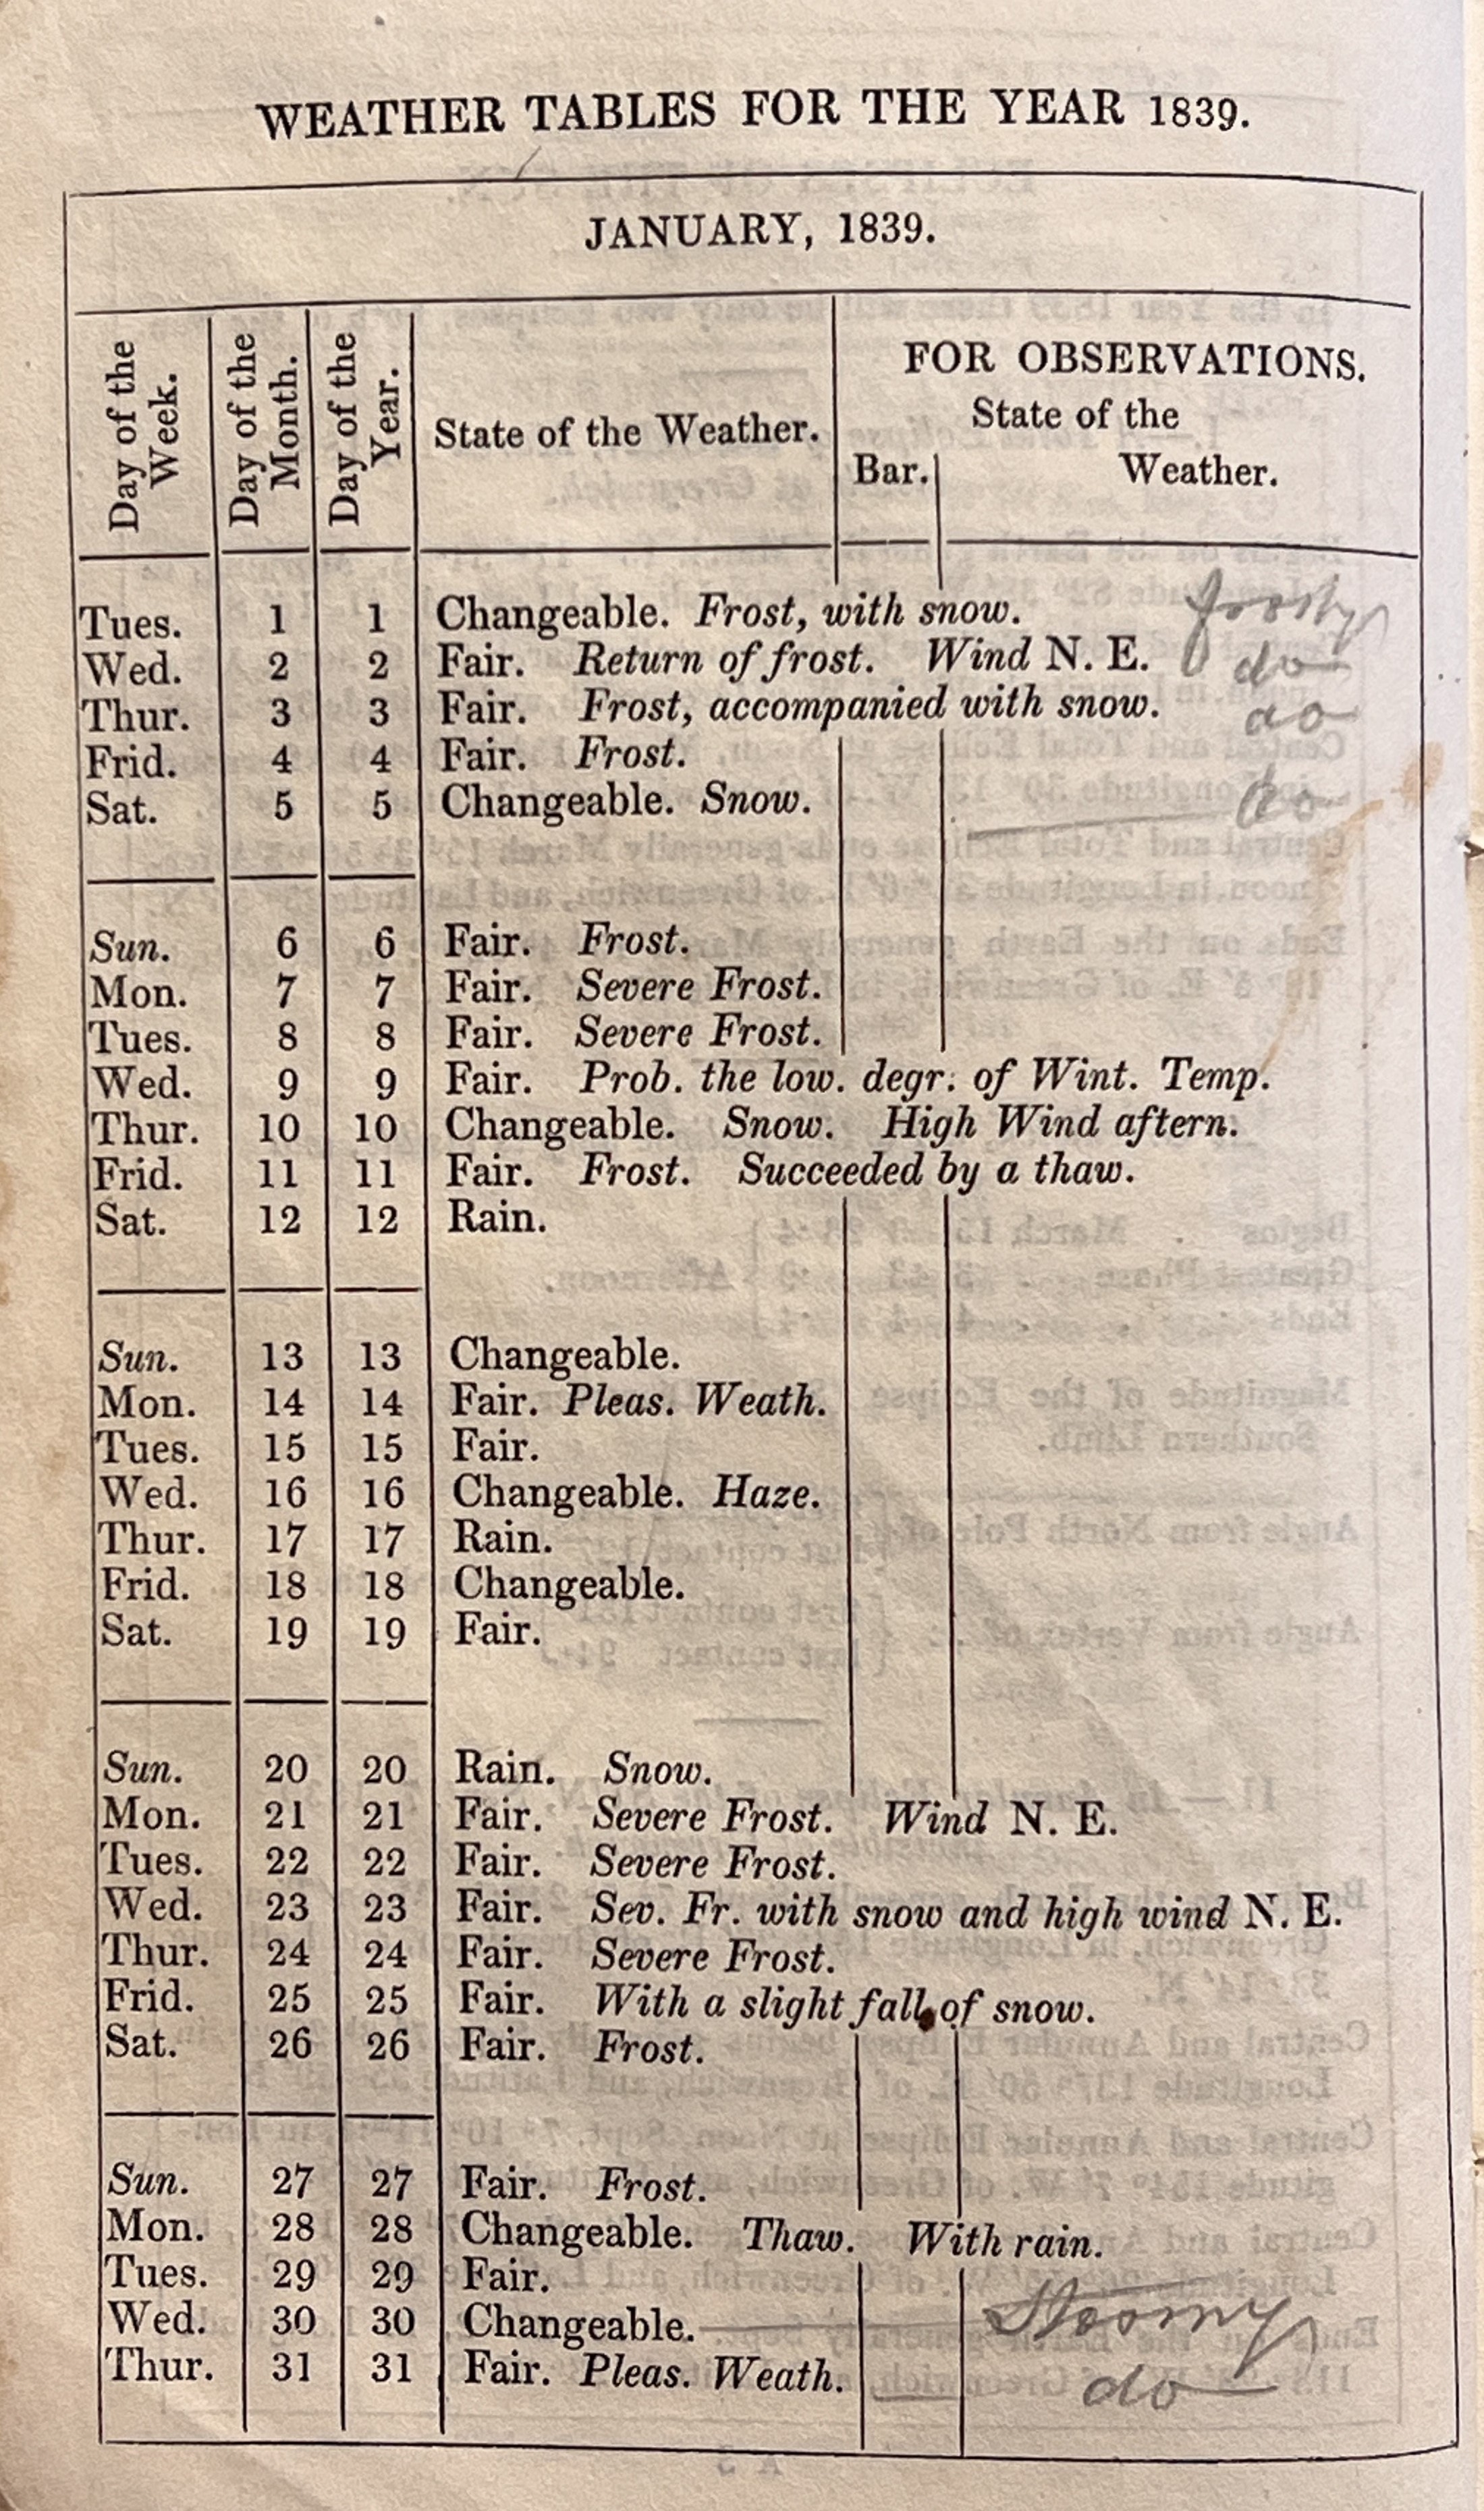 WEATHER TABLES FOR THE YEAR 1839.
JANUARY, 1839.
Day of the Week.
Day of the Month.
Day of the Year.
State of the Weather.
FOR OBSERVATIONS.
Bar.
State of the Weather.
Tues. 1 1 Changeable. Frost, with snow. frosty
Wed. 2 2 Fair. Return of frost. Wind N. E. do
Thur. 3 3 Fair. Frost, accompanied with snow. do
Frid. 4 4 Fair. Frost.
Sat. 5 5 Changeable. Snow. do
Sun. 6 6 Fair. Frost.
Mon. 7 7 Fair. Severe Frost.
Tues. 8 8 Fair. Severe Frost.
Wed. 9 9 Fair. Prob. the low. degr. of Wint. Temp.
Thur. 10 10 Changeable. Snow. High Wind aftern.
Frid. 11 11 Fair. Frost. Succeeded by a thaw.
Sat. 12 12 Rain.
Sun. 13 13 Changeable.
Mon. 14 14 Fair. Pleas. Weath.
Tues. 15 15 Fair.
Wed. 16 16 Changeable. Haze.
Thur. 17 17 Rain.
Frid. 18 18 Changeable.
Sat. 19 19 Fair.
Sun. 20 20 Rain. Snow.
Mon. 21 21 Fair. Severe Frost. Wind N. E.
Tues. 22 22 Fair. Severe Frost.
Wed. 23 23 Fair. Sev. Fr. with snow and high wind N. E.
Thur. 24 24 Fair. Severe Frost.
Frid. 25 25 Fair. With a slight fall of snow.
Sat. 26 26 Fair. Frost.
Sun. 27 27 Fair. Frost.
Mon. 28 28 Changeable. Thaw. With rain.
Tues. 29 29 Fair.
Wed. 30 30 Changeable. Stormy
Thur. 31 31 Fair. Pleas. Weath. do